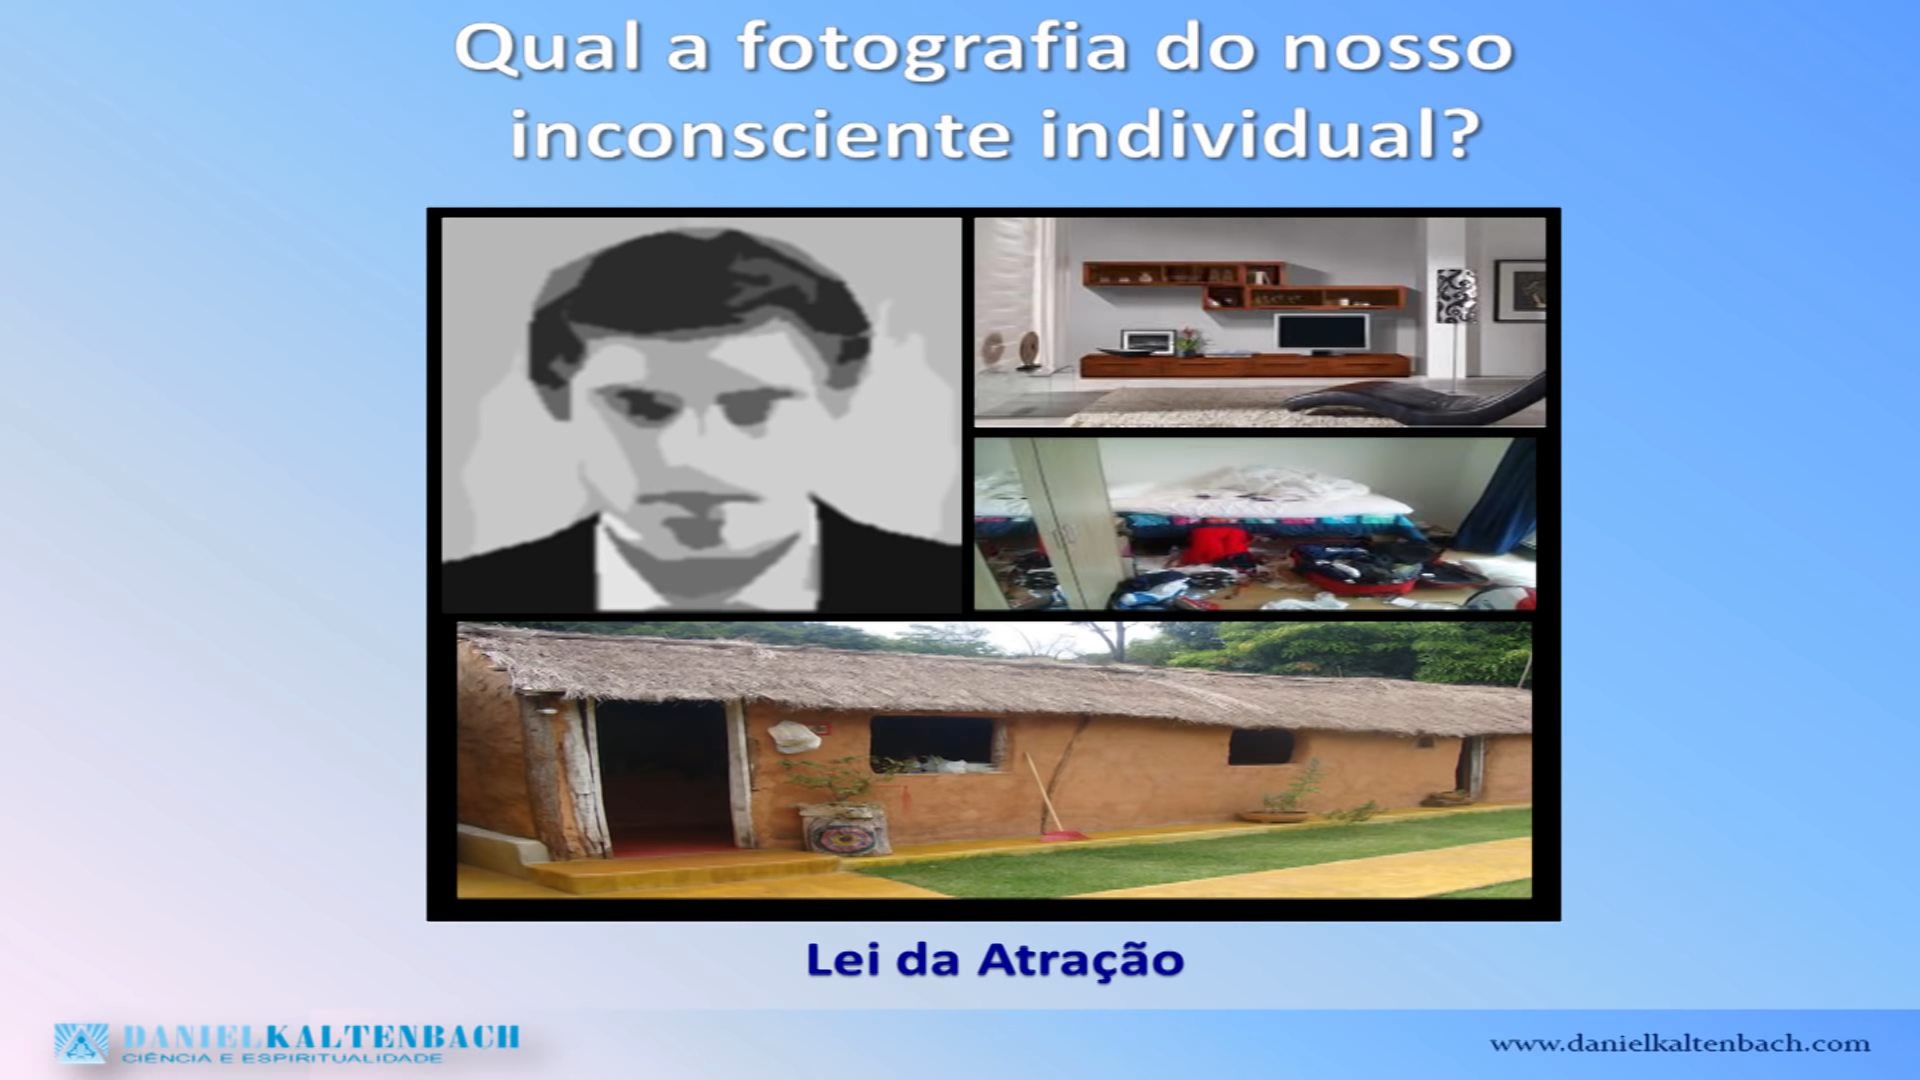 Qual a fotografia do nosso
inconsciente individual?
Lei da Atração
DANIELKALTENBACH
CIÊNCIA E ESPIRITUALIDADE
www.danielkaltenbach.com